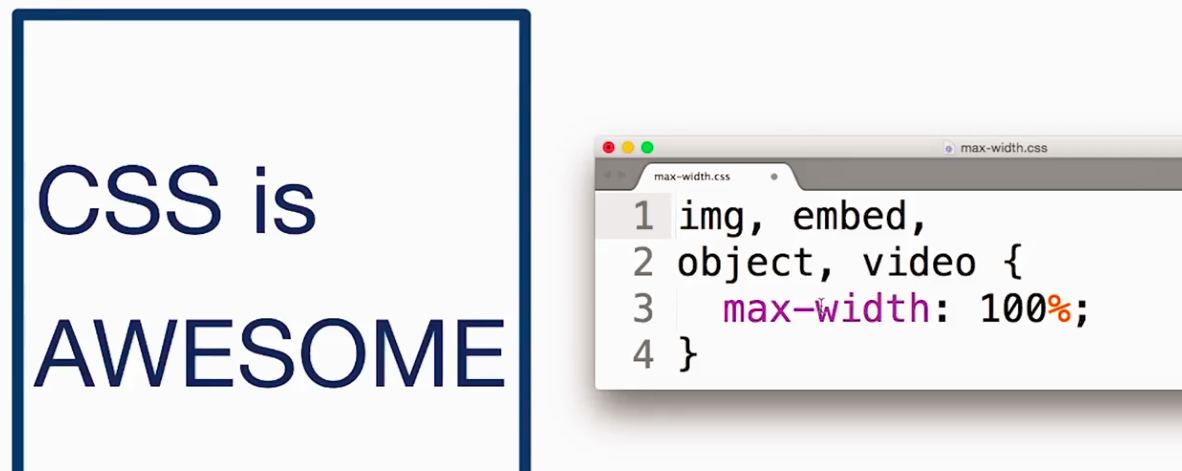 CSS is
AWESOME
max-width.css
max-width.css
1 img, embed,
2 object, video {
3 max-width: 100%;
4 }